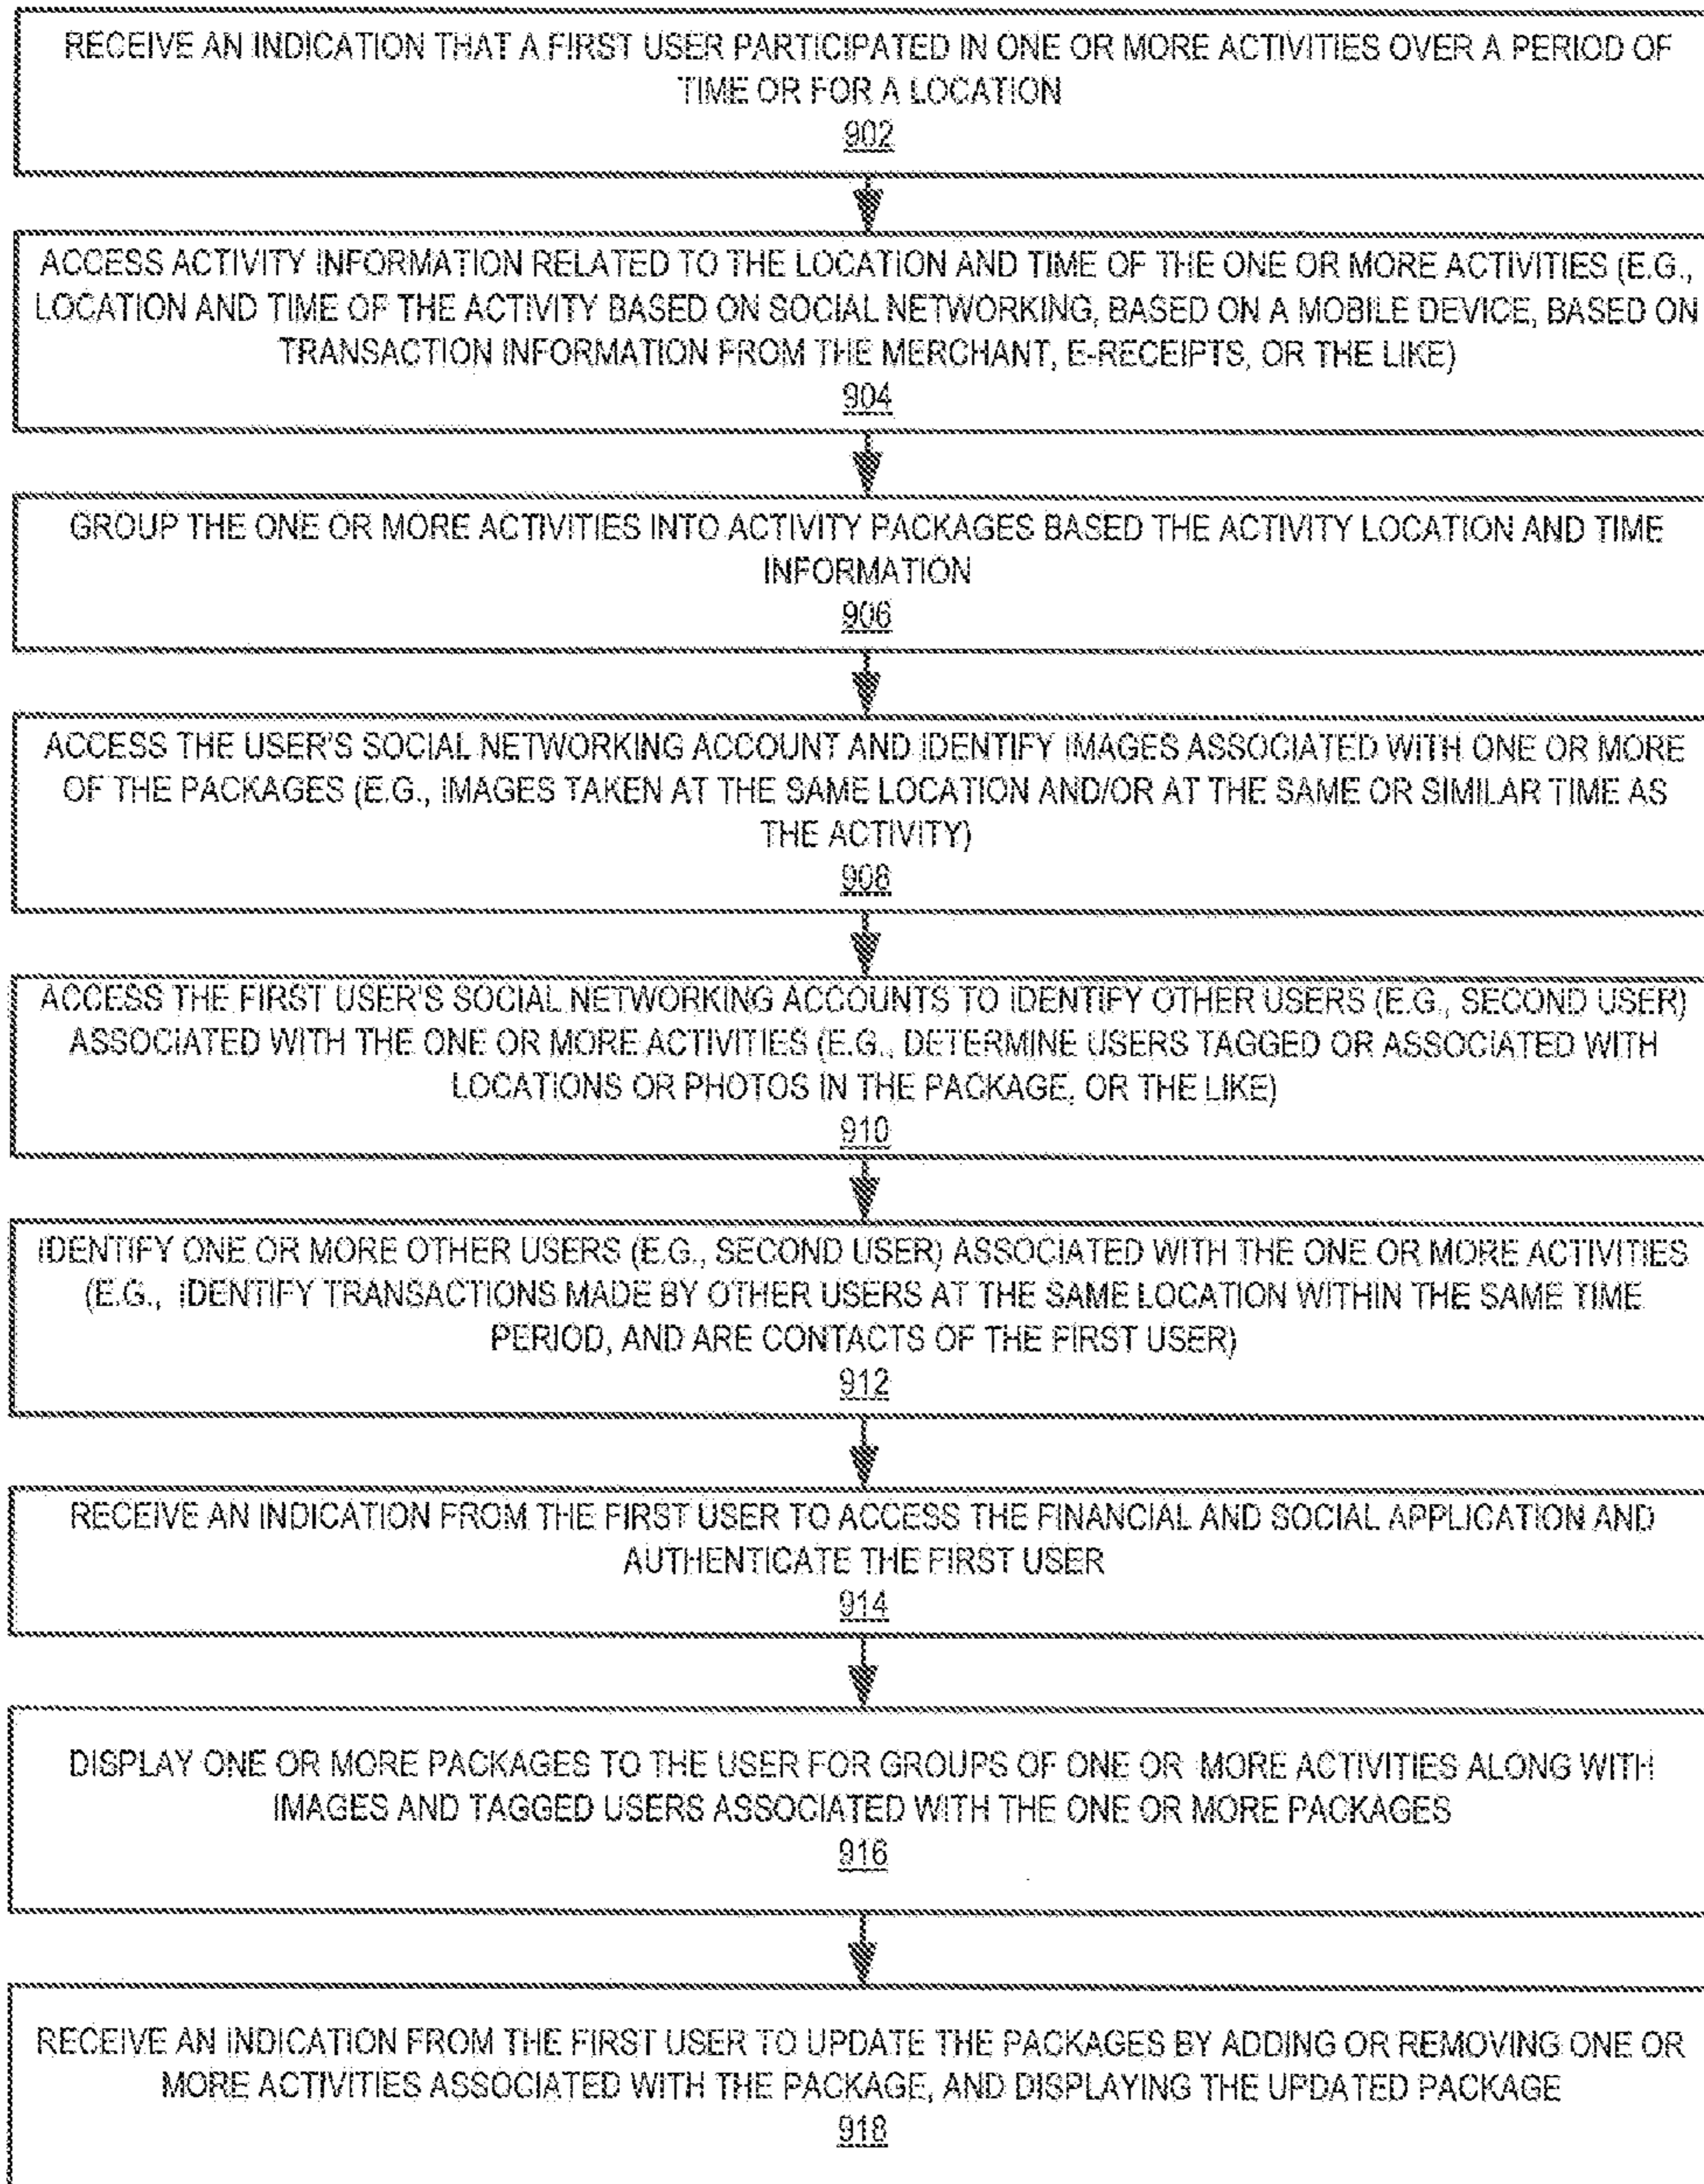 RECEIVE AN INDICATION THAT A FIRST USER PARTICIPATED IN ONE OR MORE ACTIVITIES OVER A PERIOD OF
TIME OR FOR A LOCATION
902
ACCESS ACTIVITY INFORMATION RELATED TO THE LOCATION AND TIME OF THE ONE OR MORE ACTIVITIES (E.G.,
LOCATION AND TIME OF THE ACTIVITY BASED ON SOCIAL NETWORKING, BASED ON A MOBILE DEVICE, BASED ON
TRANSACTION INFORMATION FROM THE MERCHANT, E-RECEIPTS, OR THE LIKE)
904
GROUP THE ONE OR MORE ACTIVITIES INTO ACTIVITY PACKAGES BASED THE ACTIVITY LOCATION AND TIME
INFORMATION
906
ACCESS THE USER'S SOCIAL NETWORKING ACCOUNT AND IDENTIFY IMAGES ASSOCIATED WITH ONE OR MORE
OF THE PACKAGES (E.G., IMAGES TAKEN AT THE SAME LOCATION AND/OR AT THE SAME OR SIMILAR TIME AS
THE ACTIVITY)
908
ACCESS THE FIRST USER'S SOCIAL NETWORKING ACCOUNTS TO IDENTIFY OTHER USERS (E.G., SECOND USER)
ASSOCIATED WITH THE ONE OR MORE ACTIVITIES (E.G., DETERMINE USERS TAGGED OR ASSOCIATED WITH
LOCATIONS OR PHOTOS IN THE PACKAGE, OR THE LIKE)
910
IDENTIFY ONE OR MORE OTHER USERS (E.G., SECOND USER) ASSOCIATED WITH THE ONE OR MORE ACTIVITIES
(E.G., IDENTIFY TRANSACTIONS MADE BY OTHER USERS AT THE SAME LOCATION WITHIN THE SAME TIME
PERIOD, AND ARE CONTACTS OF THE FIRST USER)
912
RECEIVE AN INDICATION FROM THE FIRST USER TO ACCESS THE FINANCIAL AND SOCIAL APPLICATION AND
AUTHENTICATE THE FIRST USER
914
DISPLAY ONE OR MORE PACKAGES TO THE USER FOR GROUPS OF ONE OR MORE ACTIVITIES ALONG WITH
IMAGES AND TAGGED USERS ASSOCIATED WITH THE ONE OR MORE PACKAGES
916
RECEIVE AN INDICATION FROM THE FIRST USER TO UPDATE THE PACKAGES BY ADDING OR REMOVING ONE OR
MORE ACTIVITIES ASSOCIATED WITH THE PACKAGE, AND DISPLAYING THE UPDATED PACKAGE
918